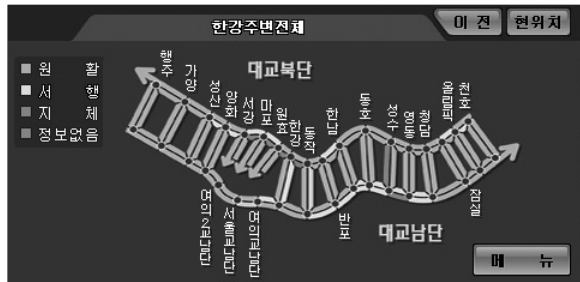 한강주변전체
이 전
현위치
원 활
서 행
지 체
정보없음
대교북단
행주
가양
성산
양화
서강
마포
원효
한강
동작
한남
동호
성수
영동
청담
올림픽
천호
여의2교남단
서울교남단
여의교남단
반포
대교남단
잠실
메 뉴